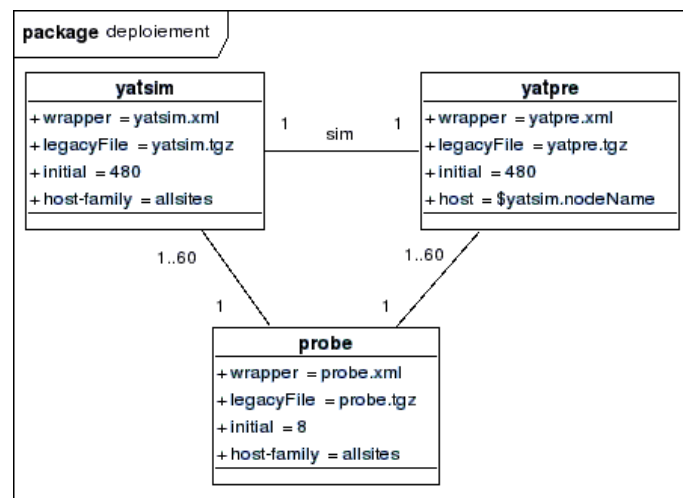 package deploiement
yatsim
+ wrapper = yatsim.xml
+ legacyFile = yatsim.tgz
+ initial = 480
+ host-family = allsites
1
sim
1
yatpre
+ wrapper = yatpre.xml
+ legacyFile = yatpre.tgz
+ initial = 480
+ host = $yatsim.nodeName
1..60
1
1..60
1
probe
+ wrapper = probe.xml
+ legacyFile = probe.tgz
+ initial = 8
+ host-family = allsites